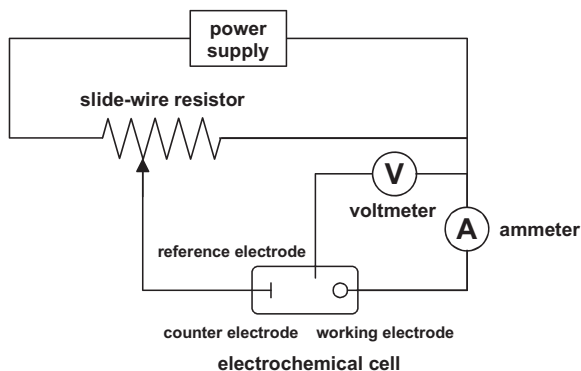 power
supply
slide-wire resistor
V
voltmeter
A
ammeter
reference electrode
counter electrode working electrode
electrochemical cell